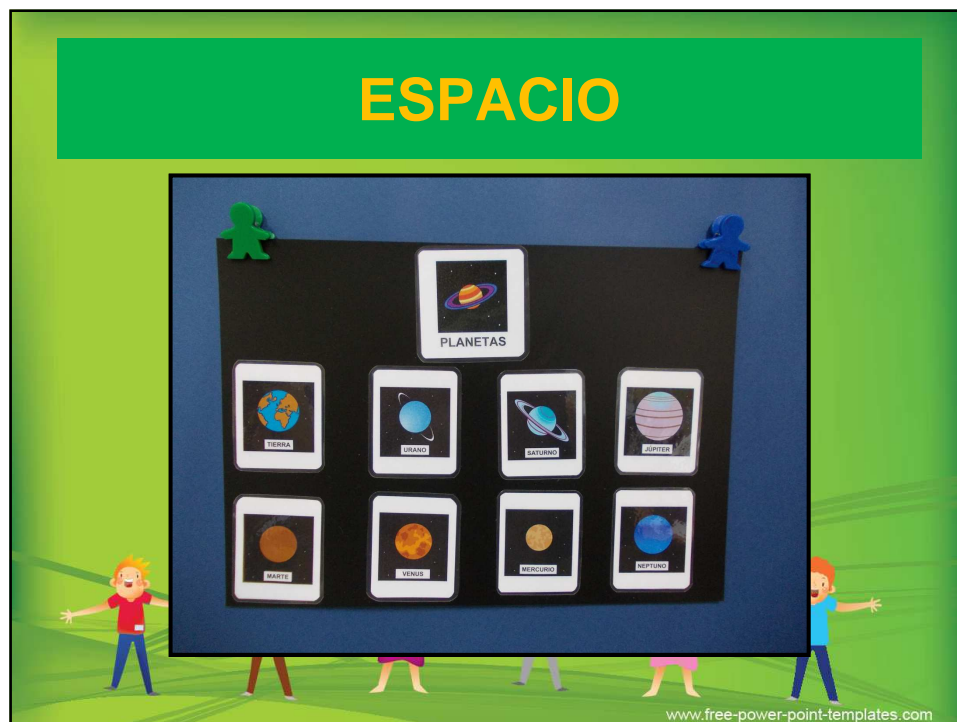 ESPACIO
PLANETAS
TIERRA
URANO
SATURNO
JÚPITER
MARTE
VENUS
MERCURIO
NEPTUNO
www.free-power-point-templates.com